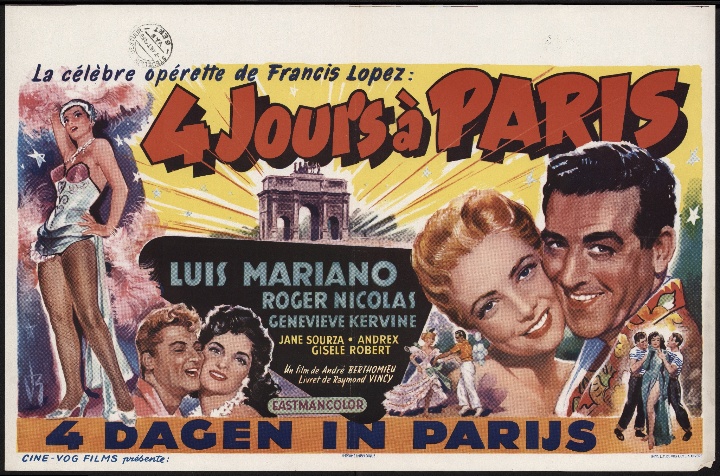 La célèbre opérette de Francis Lopez :
4 JOURS à PARIS
LUIS MARIANO
ROGER NICOLAS
GENEVIEVE KERVINE
JANE SOURZA • ANDREX
GISELE ROBERT
Un film de André BERTHOMIEU
Livret de Raymond VINCY
EASTMANCOLOR
4 DAGEN IN PARIJS
CINE-VOG FILMS présente :